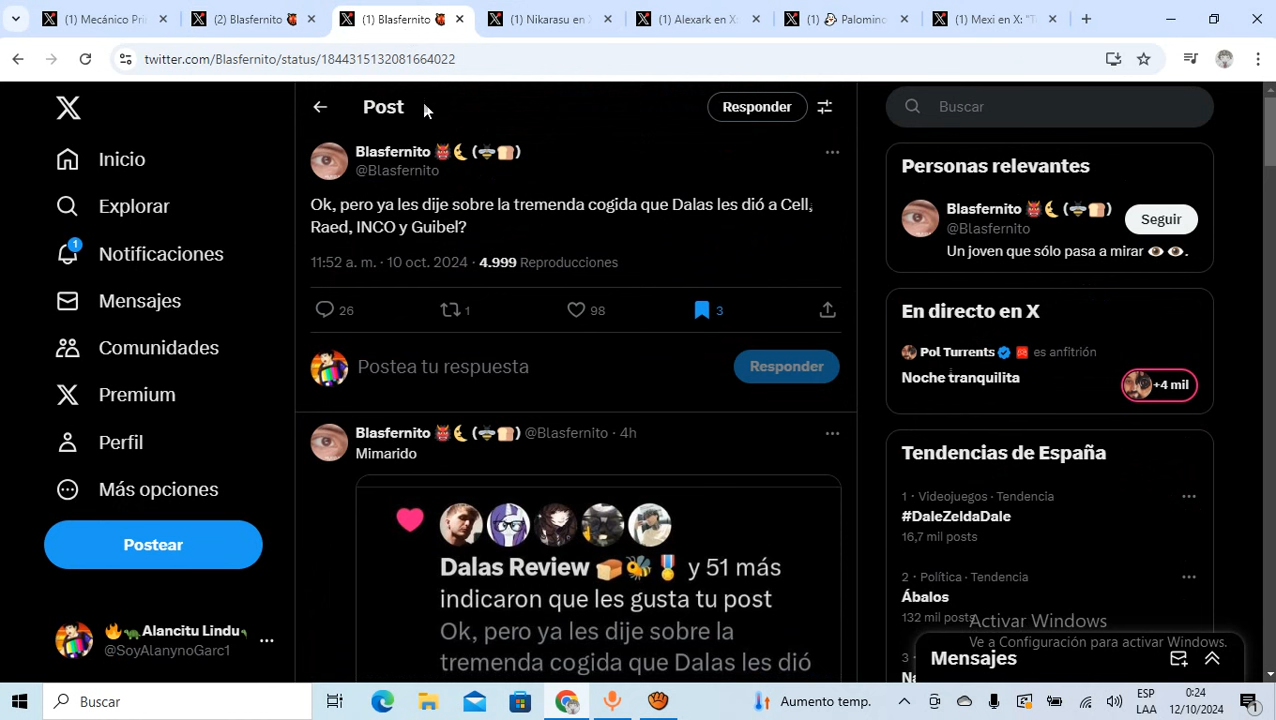 (1) Mecánico Pri
(2) Blasfernito
(1) Blasfernito
(1) Nikarasu en X
(1) Alexark en X:
(1) Palomino
(1) Mexi en X: "T
twitter.com/Blasfernito/status/1844315132081664022
Inicio
Explorar
1
Notificaciones
Mensajes
Comunidades
Premium
Perfil
Más opciones
Postear
🔥🐢 Alancitu Lindu
@SoyAlanynoGarc1
Post
Responder
Blasfernito 👹🌜(🐝🍞)
@Blasfernito
Ok, pero ya les dije sobre la tremenda cogida que Dalas les dió a Cell,
Raed, INCO y Guibel?
11:52 a. m. · 10 oct. 2024 · 4.999 Reproducciones
26 1 98 3
Postea tu respuesta
Responder
Blasfernito 👹🌜(🐝🍞) @Blasfernito · 4h
Mimarido
Dalas Review 🍞🐝🏅 y 51 más
indicaron que les gusta tu post
Ok, pero ya les dije sobre la
tremenda cogida que Dalas les dió
Buscar
Personas relevantes
Blasfernito 👹🌜(🐝🍞)
@Blasfernito
Seguir
Un joven que sólo pasa a mirar 👁️👁️.
En directo en X
Pol Turrents es anfitrión
Noche tranquilita
+4 mil
Tendencias de España
1 · Videojuegos · Tendencia
#DaleZeldaDale
16,7 mil posts
2 · Política · Tendencia
Ábalos
132 mil posts
3 ·
Activar Windows
Ve a Configuración para activar Windows.
Mensajes
Buscar
Aumento temp.
ESP
LAA
0:24
12/10/2024
1